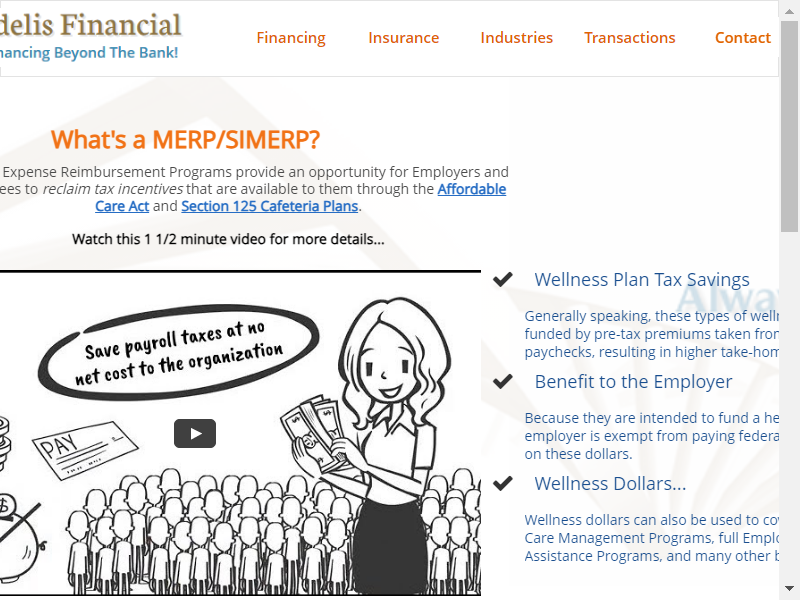 delis Financial
nancing Beyond The Bank!
Financing Insurance Industries Transactions Contact
What's a MERP/SIMERP?
Expense Reimbursement Programs provide an opportunity for Employers and
ees to reclaim tax incentives that are available to them through the Affordable
Care Act and Section 125 Cafeteria Plans.
Watch this 1 1/2 minute video for more details...
Save payroll taxes at no
net cost to the organization
PAY
Wellness Plan Tax Savings
Alwa
Generally speaking, these types of welln
funded by pre-tax premiums taken from
paychecks, resulting in higher take-hom
Benefit to the Employer
Because they are intended to fund a he
employer is exempt from paying federa
on these dollars.
Wellness Dollars...
Wellness dollars can also be used to co
Care Management Programs, full Emplo
Assistance Programs, and many other b